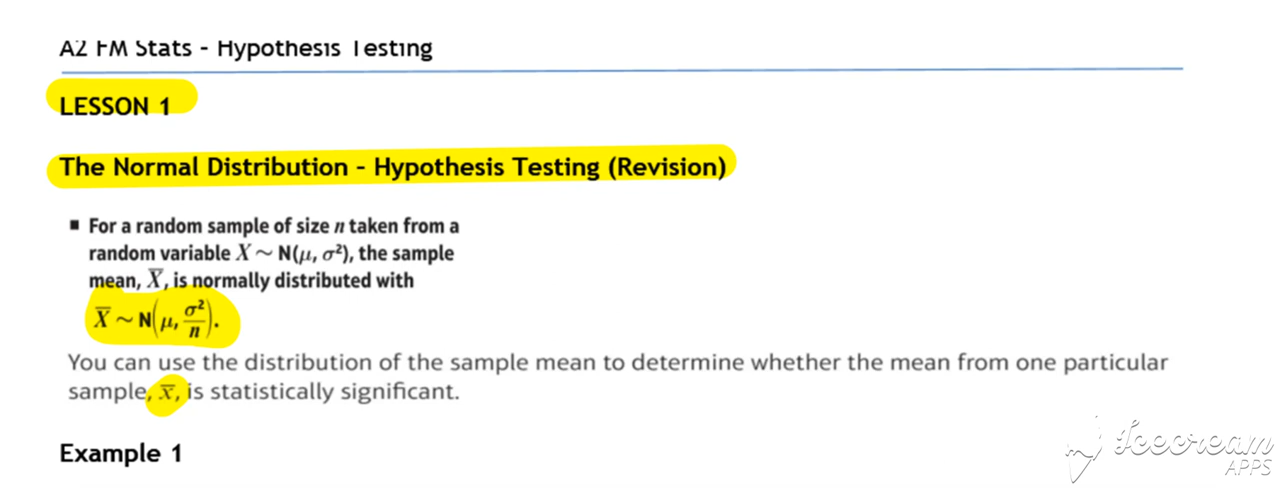 A2 FM Stats - Hypothesis Testing
LESSON 1
The Normal Distribution - Hypothesis Testing (Revision)
▪ For a random sample of size n taken from a
random variable X ~ N(μ, σ²), the sample
mean, X̅, is normally distributed with
X̅ ~ N(μ, σ²/n).
You can use the distribution of the sample mean to determine whether the mean from one particular
sample, x̅, is statistically significant.
Example 1
Icecream
APPS